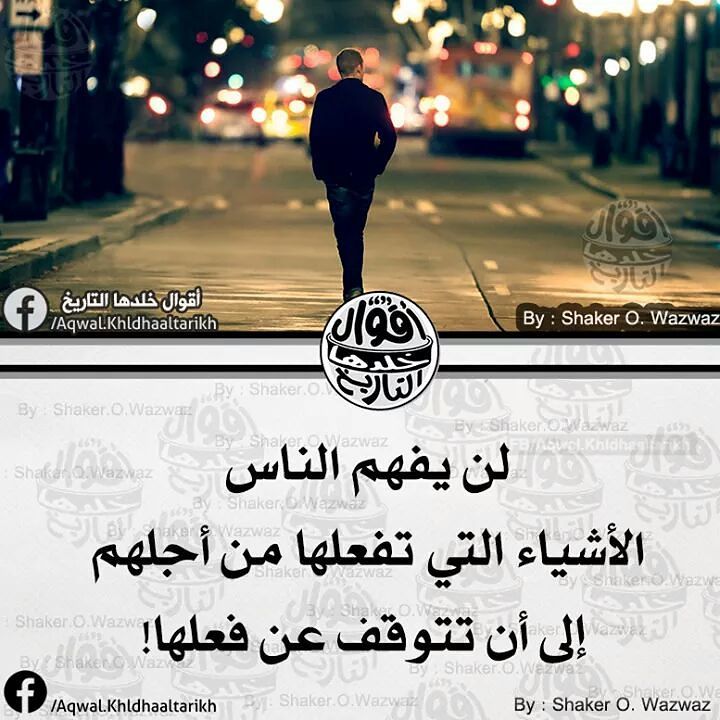 أقوال خلدها التاريخ
/Aqwal.Khldhaaltarikh
By : Shaker O. Wazwaz
أقوال
خلدها
التاريخ
لن يفهم الناس
الأشياء التي تفعلها من أجلهم
إلى أن تتوقف عن فعلها!
/Aqwal.Khldhaaltarikh
By : Shaker O. Wazwaz